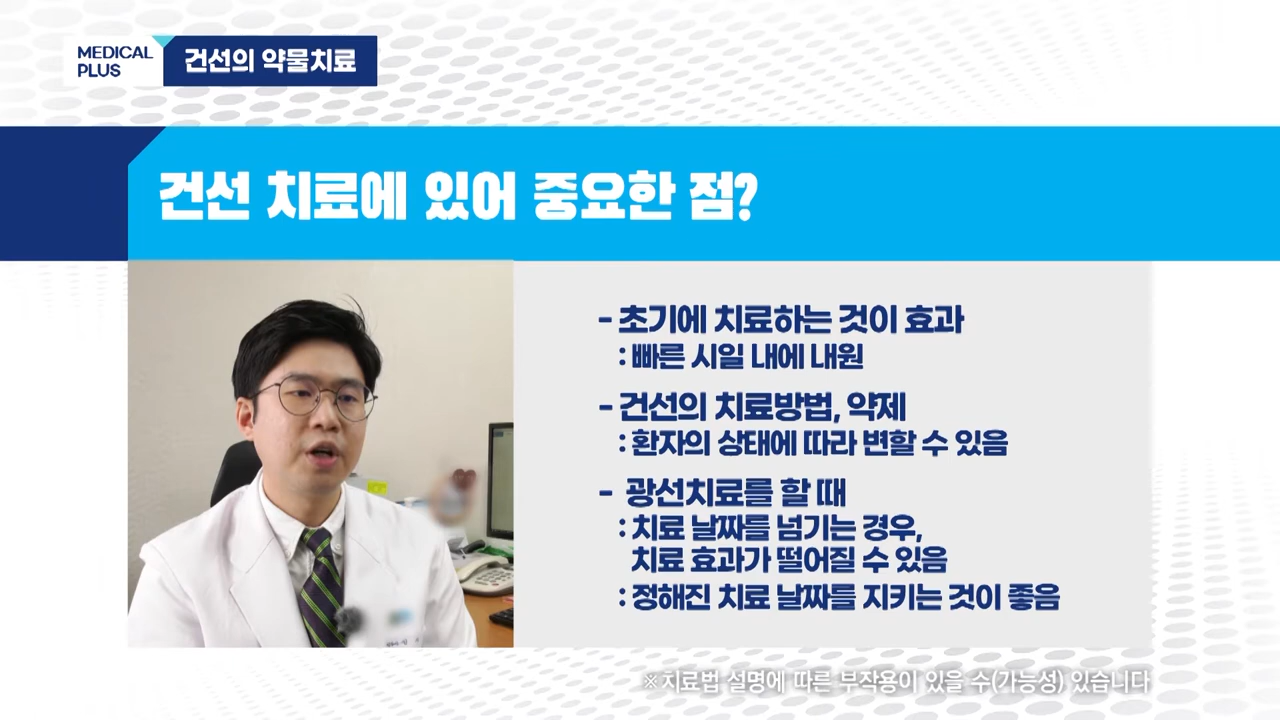 MEDICAL
PLUS
건선의 약물치료
건선 치료에 있어 중요한 점?
- 초기에 치료하는 것이 효과
: 빠른 시일 내에 내원
- 건선의 치료방법, 약제
: 환자의 상태에 따라 변할 수 있음
- 광선치료를 할 때
: 치료 날짜를 넘기는 경우,
치료 효과가 떨어질 수 있음
: 정해진 치료 날짜를 지키는 것이 좋음
※치료법 설명에 따른 부작용이 있을 수(가능성) 있습니다